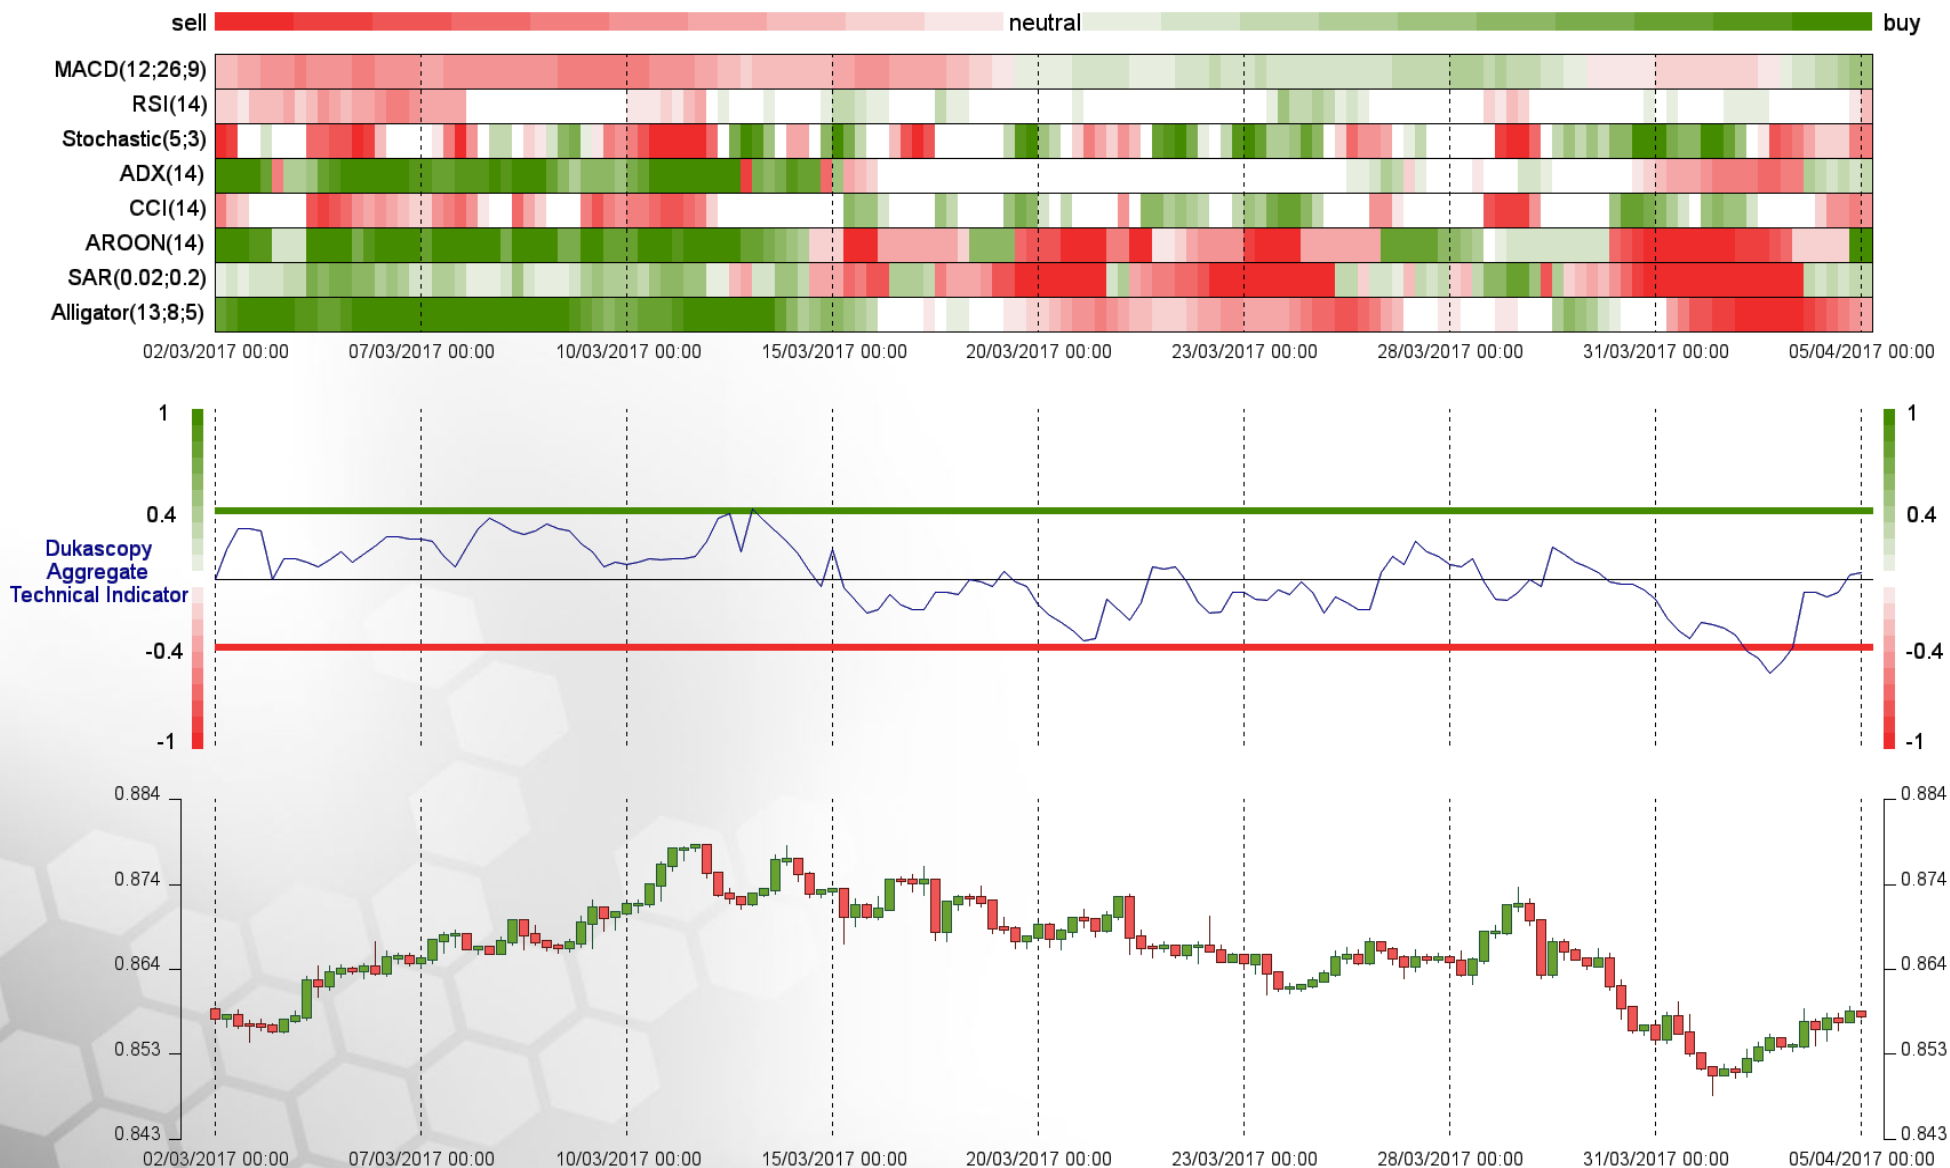 sell neutral buy
MACD(12;26;9)
RSI(14)
Stochastic(5;3)
ADX(14)
CCI(14)
AROON(14)
SAR(0.02;0.2)
Alligator(13;8;5)
02/03/2017 00:00 07/03/2017 00:00 10/03/2017 00:00 15/03/2017 00:00 20/03/2017 00:00 23/03/2017 00:00 28/03/2017 00:00 31/03/2017 00:00 05/04/2017 00:00
1 1
0.4 0.4
Dukascopy
Aggregate
Technical Indicator
-0.4 -0.4
-1 -1
0.884 0.884
0.874 0.874
0.864 0.864
0.853 0.853
0.843 0.843
02/03/2017 00:00 07/03/2017 00:00 10/03/2017 00:00 15/03/2017 00:00 20/03/2017 00:00 23/03/2017 00:00 28/03/2017 00:00 31/03/2017 00:00 05/04/2017 00:00